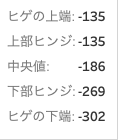 ヒゲの上端: -135
上部ヒンジ: -135
中央値: -186
下部ヒンジ: -269
ヒゲの下端: -302